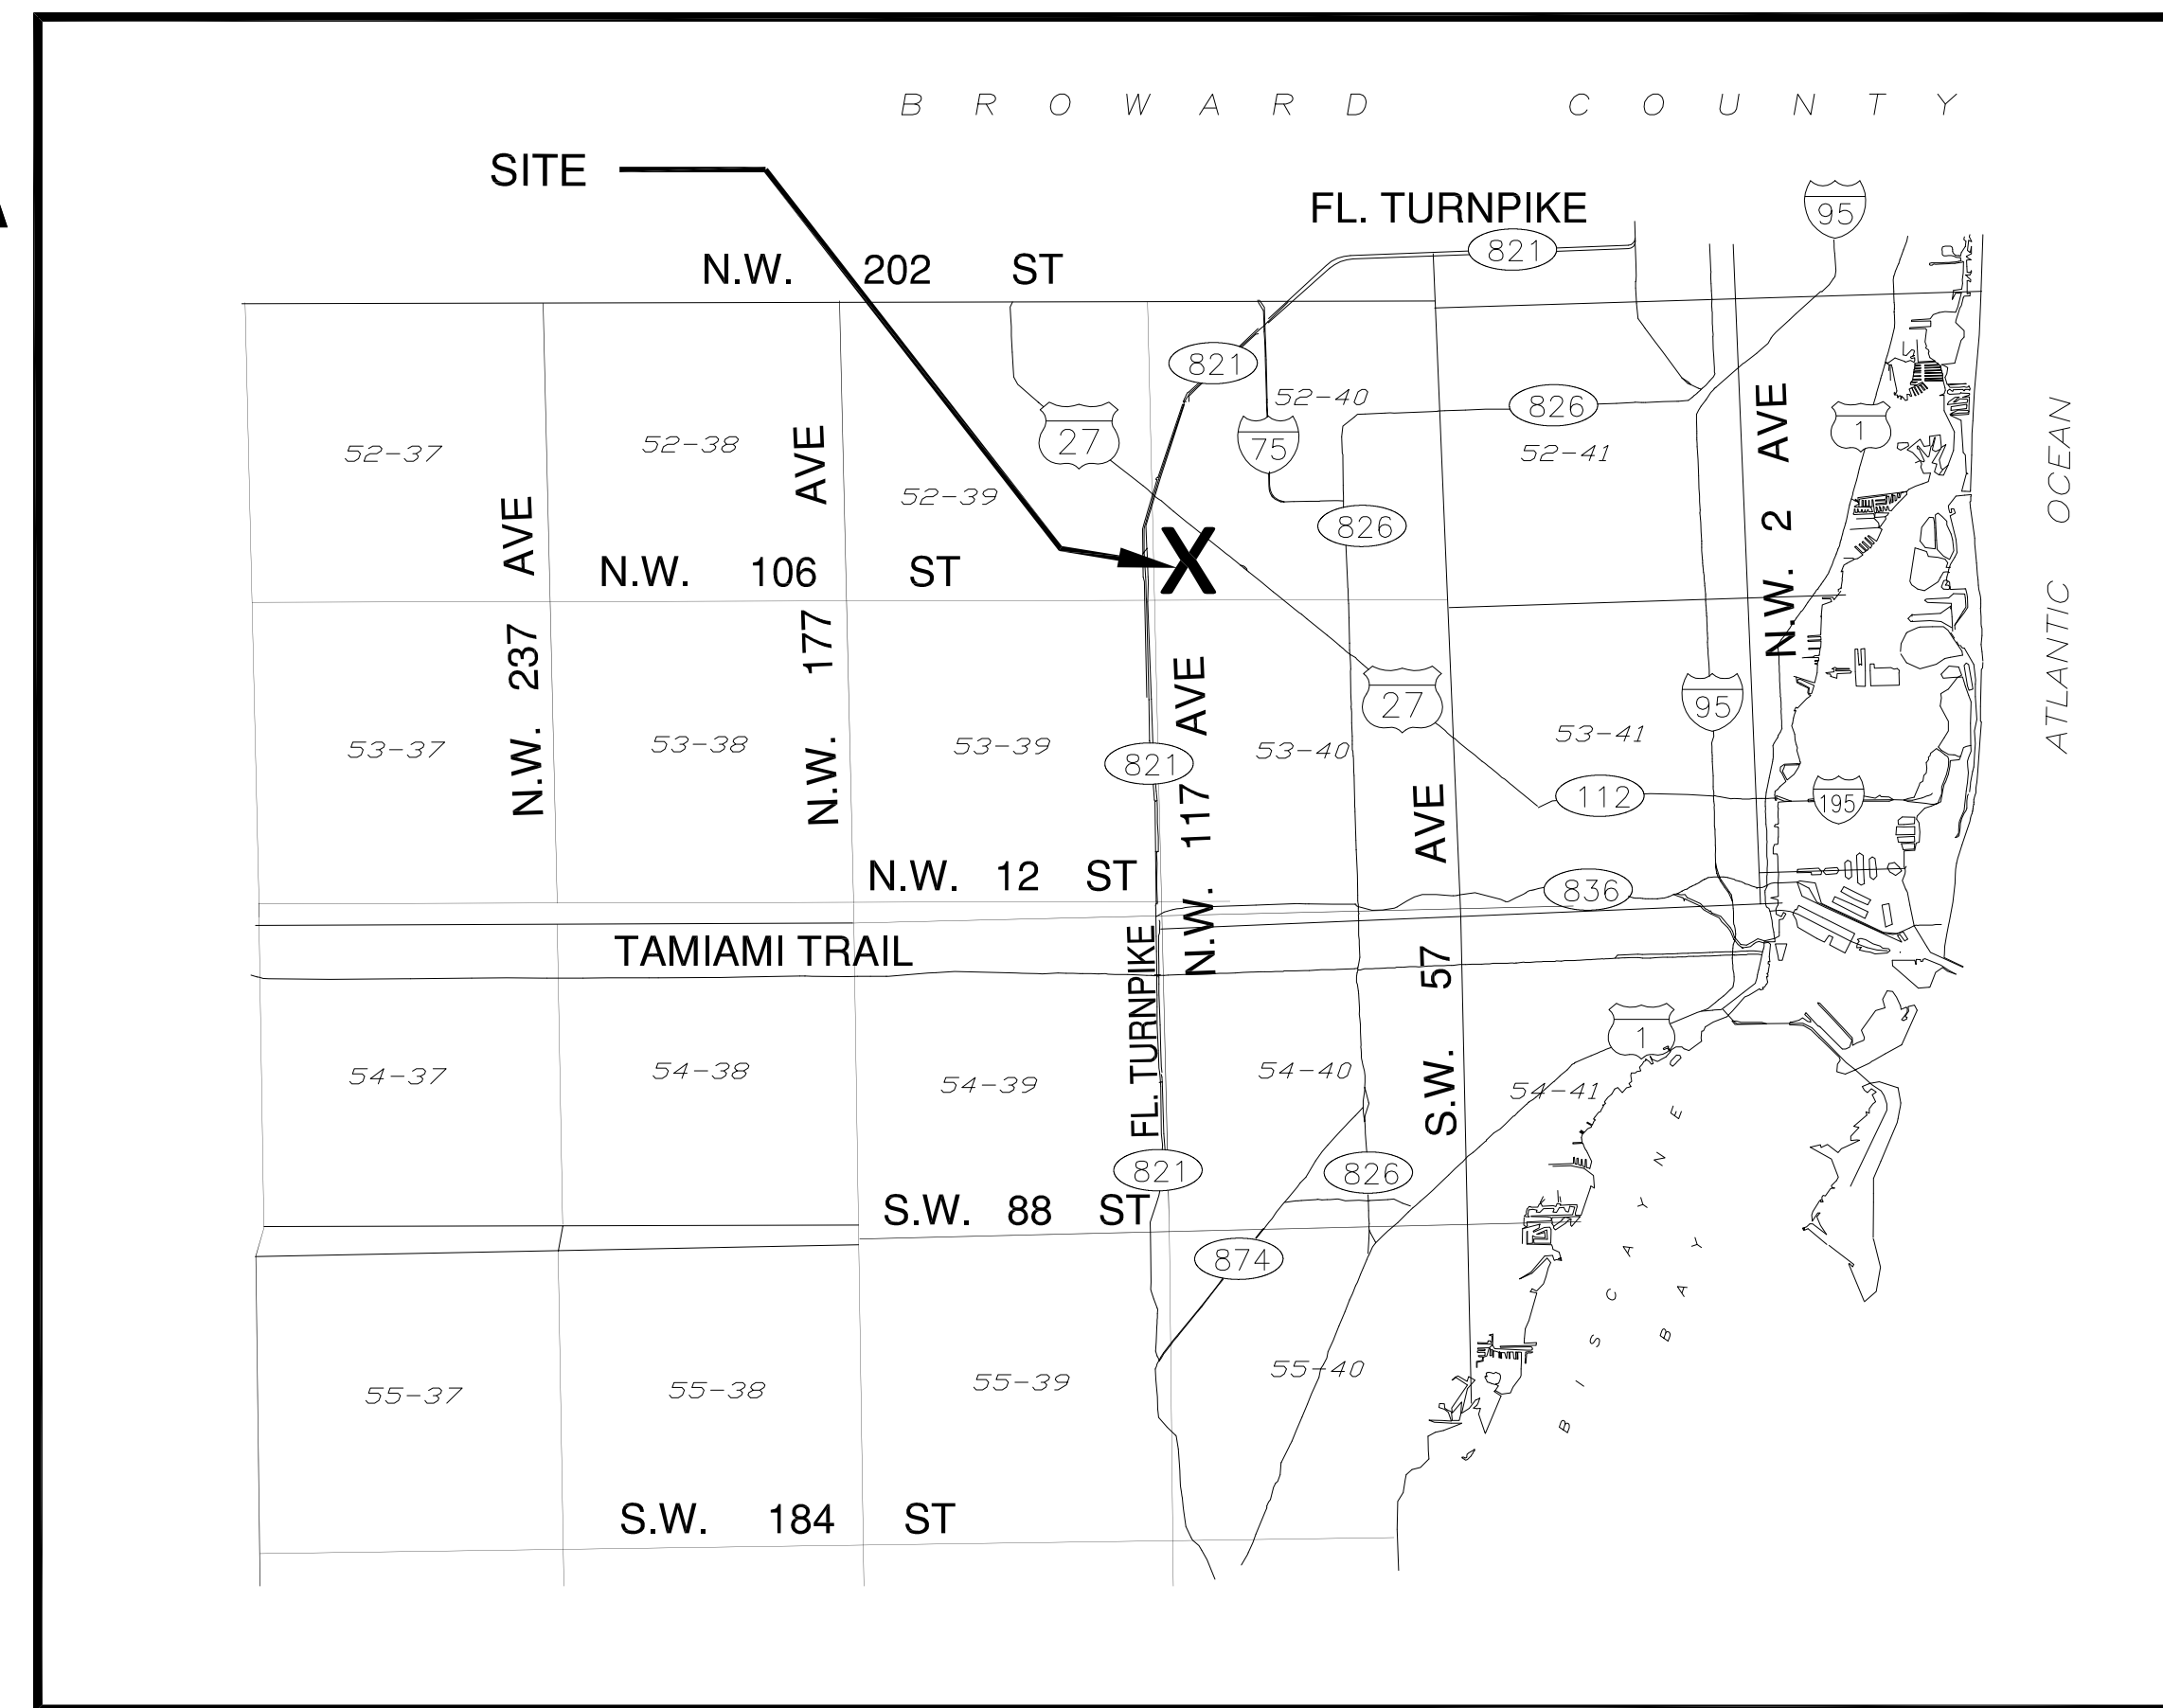 BROWARD COUNTY
SITE
FL. TURNPIKE
95
821
N.W. 202 ST
821
52-40
826
27
75
1
52-37
52-38
52-39
52-41
N.W. 237 AVE
N.W. 177 AVE
N.W. 2 AVE
ATLANTIC OCEAN
826
X
N.W. 106 ST
27
95
53-37
53-38
53-39
53-40
53-41
821
N.W. 117 AVE
112
195
S.W. 57 AVE
N.W. 12 ST
836
TAMIAMI TRAIL
FL. TURNPIKE
1
54-37
54-38
54-39
54-40
54-41
821
826
S.W. 88 ST
874
BISCAYNE
BAY
55-37
55-38
55-39
55-40
S.W. 184 ST